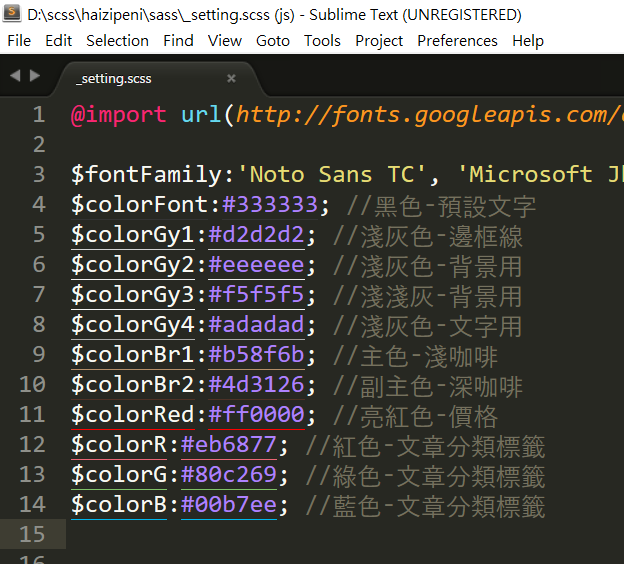 D:\scss\haizipeni\sass\_setting.scss (js) - Sublime Text (UNREGISTERED)
File Edit Selection Find View Goto Tools Project Preferences Help
_setting.scss ×
1 @import url(http://fonts.googleapis.com/
2
3 $fontFamily:'Noto Sans TC', 'Microsoft
4 $colorFont:#333333; //黑色-預設文字
5 $colorGy1:#d2d2d2; //淺灰色-邊框線
6 $colorGy2:#eeeeee; //淺灰色-背景用
7 $colorGy3:#f5f5f5; //淺淺灰-背景用
8 $colorGy4:#adadad; //淺灰色-文字用
9 $colorBr1:#b58f6b; //主色-淺咖啡
10 $colorBr2:#4d3126; //副主色-深咖啡
11 $colorRed:#ff0000; //亮紅色-價格
12 $colorR:#eb6877; //紅色-文章分類標籤
13 $colorG:#80c269; //綠色-文章分類標籤
14 $colorB:#00b7ee; //藍色-文章分類標籤
15